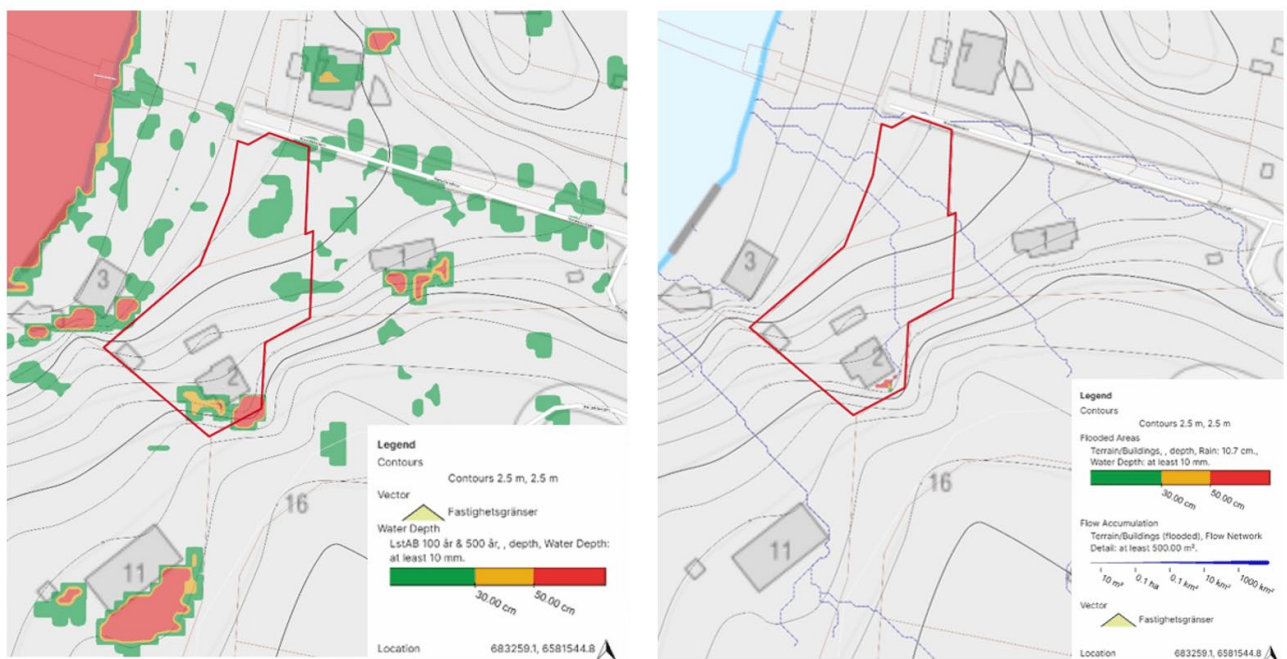 7
3
1
2
16
11
Legend
Contours
Contours 2.5 m, 2.5 m
Vector
Fastighetsgränser
Water Depth
LstAB 100 år & 500 år, , depth, Water Depth:
at least 10 mm.
30.00 cm
50.00 cm
Location
683259.1, 6581544.8
7
3
1
2
16
11
Legend
Contours
Contours 2.5 m, 2.5 m
Flooded Areas
Terrain/Buildings, , depth, Rain: 10.7 cm.,
Water Depth: at least 10 mm.
30.00 cm
50.00 cm
Flow Accumulation
Terrain/Buildings (flooded), Flow Network
Detail: at least 500.00 m².
10 m²
0.1 ha
0.1 km²
10 km²
1000 km²
Vector
Fastighetsgränser
Location
683259.1, 6581544.8